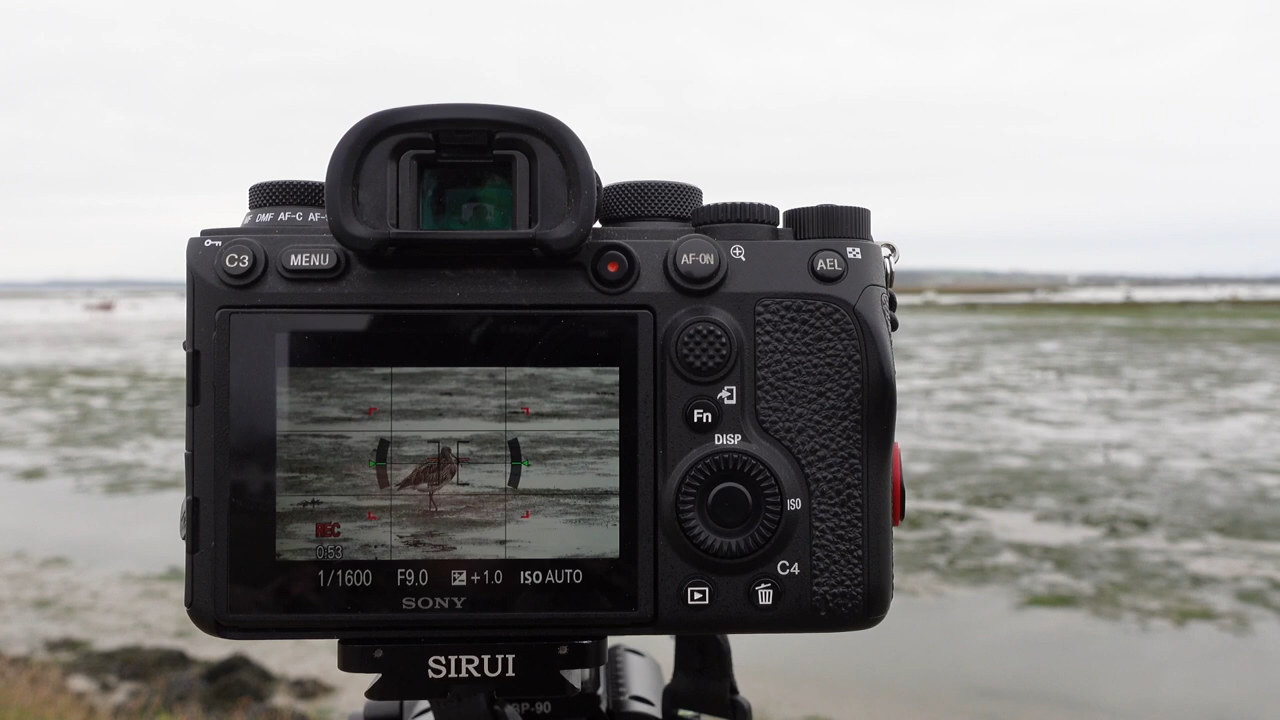 DMF AF-C
C3
MENU
AF-ON
AEL
Fn
DISP
ISO
REC
0:53
C4
1/1600 F9.0 +1.0 ISO AUTO
SONY
SIRUI
P-90